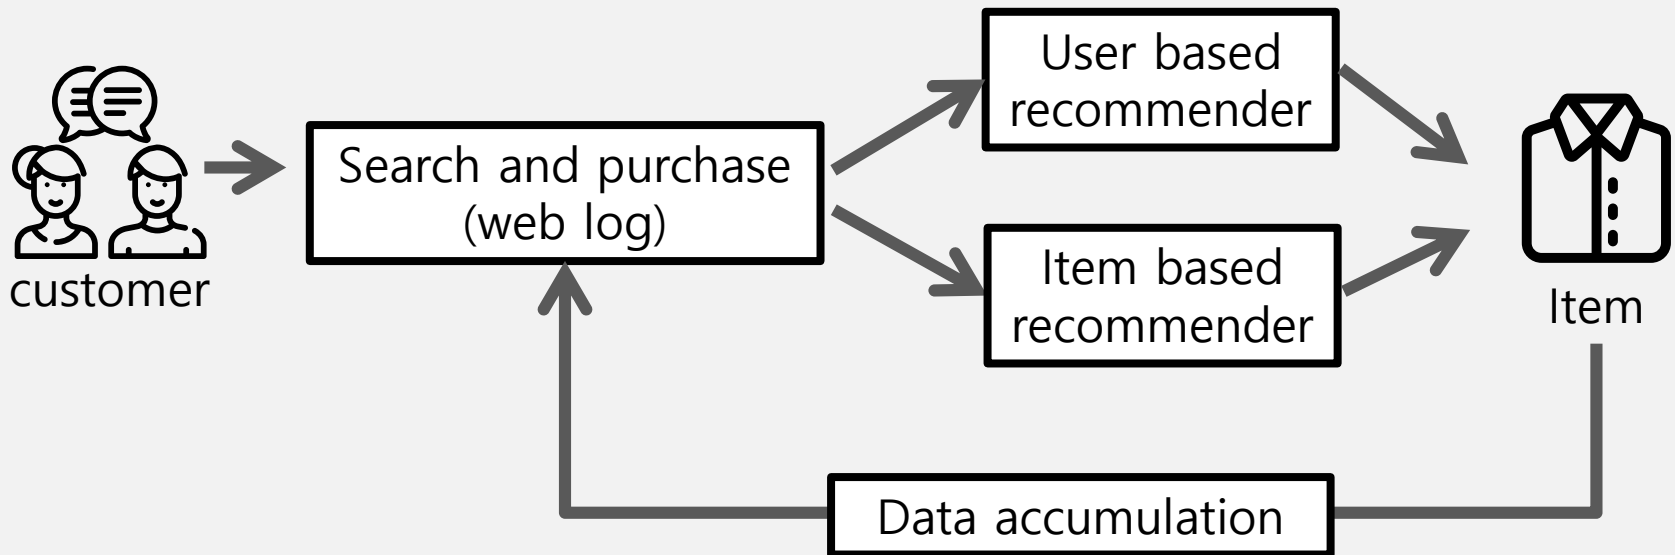 customer
Search and purchase
(web log)
User based
recommender
Item based
recommender
Item
Data accumulation